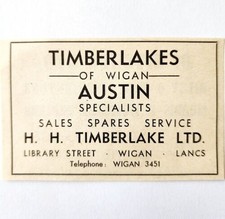 TIMBERLAKES
OF WIGAN
AUSTIN
SPECIALISTS
SALES SPARES SERVICE
H. H. TIMBERLAKE LTD.
LIBRARY STREET · WIGAN · LANCS
Telephone: WIGAN 3451